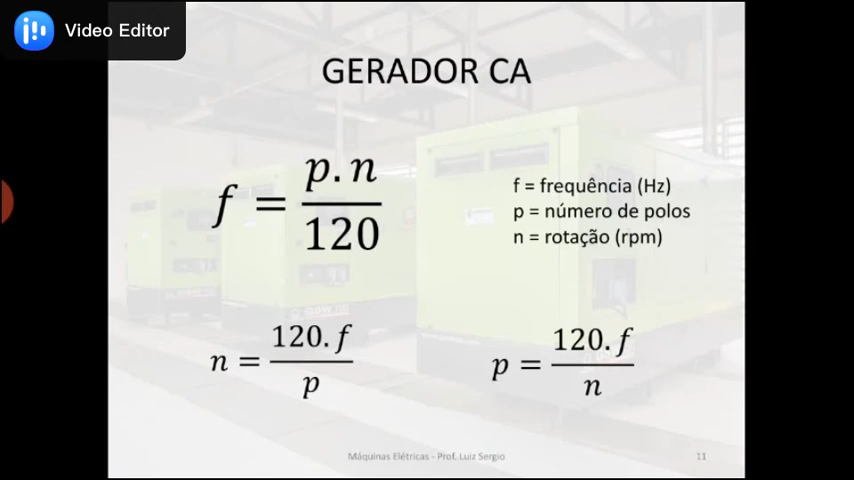 Video Editor
GERADOR CA
f = p.n / 120
f = frequência (Hz)
p = número de polos
n = rotação (rpm)
n = 120.f / p
p = 120.f / n
Máquinas Elétricas - Prof. Luiz Sergio
11